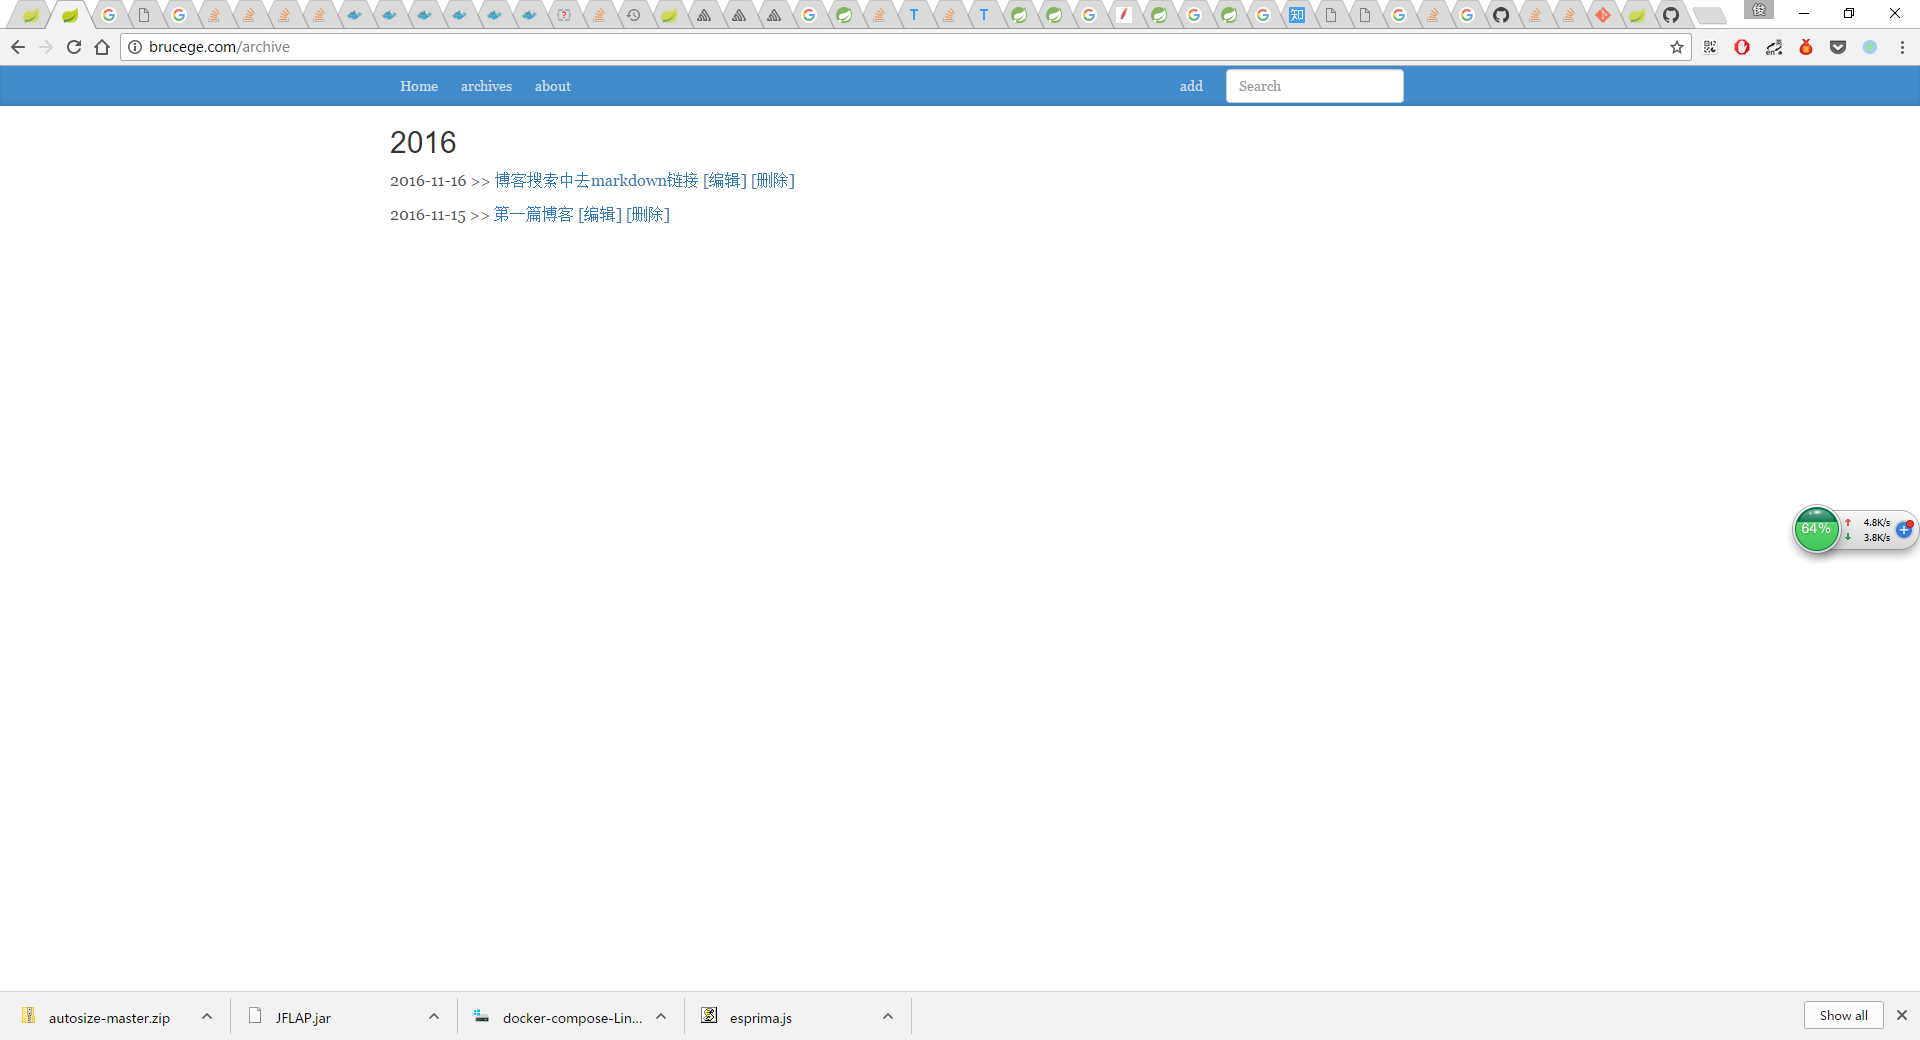 俊
brucege.com/archive
Home archives about add Search
2016
2016-11-16 >> 博客搜索中去markdown链接 [编辑] [删除]
2016-11-15 >> 第一篇博客 [编辑] [删除]
64% 4.8K/s
3.8K/s
autosize-master.zip JFLAP.jar docker-compose-Lin... esprima.js Show all